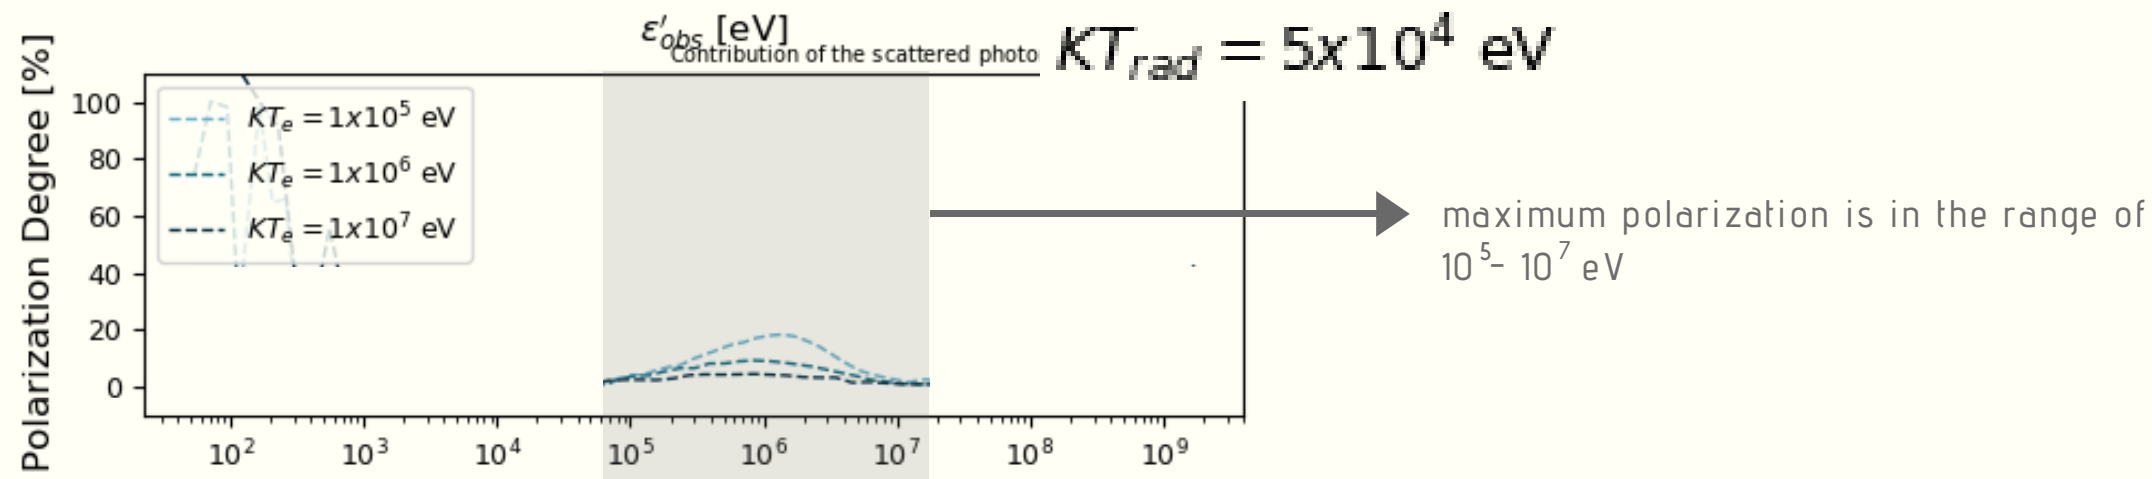 ε′obs [eV]
Contribution of the scattered photo
KTrad = 5x10⁴ eV
Polarization Degree [%]
100
80
60
40
20
0
KTe = 1x10⁵ eV
KTe = 1x10⁶ eV
KTe = 1x10⁷ eV
maximum polarization is in the range of
10⁵- 10⁷ eV
10² 10³ 10⁴ 10⁵ 10⁶ 10⁷ 10⁸ 10⁹